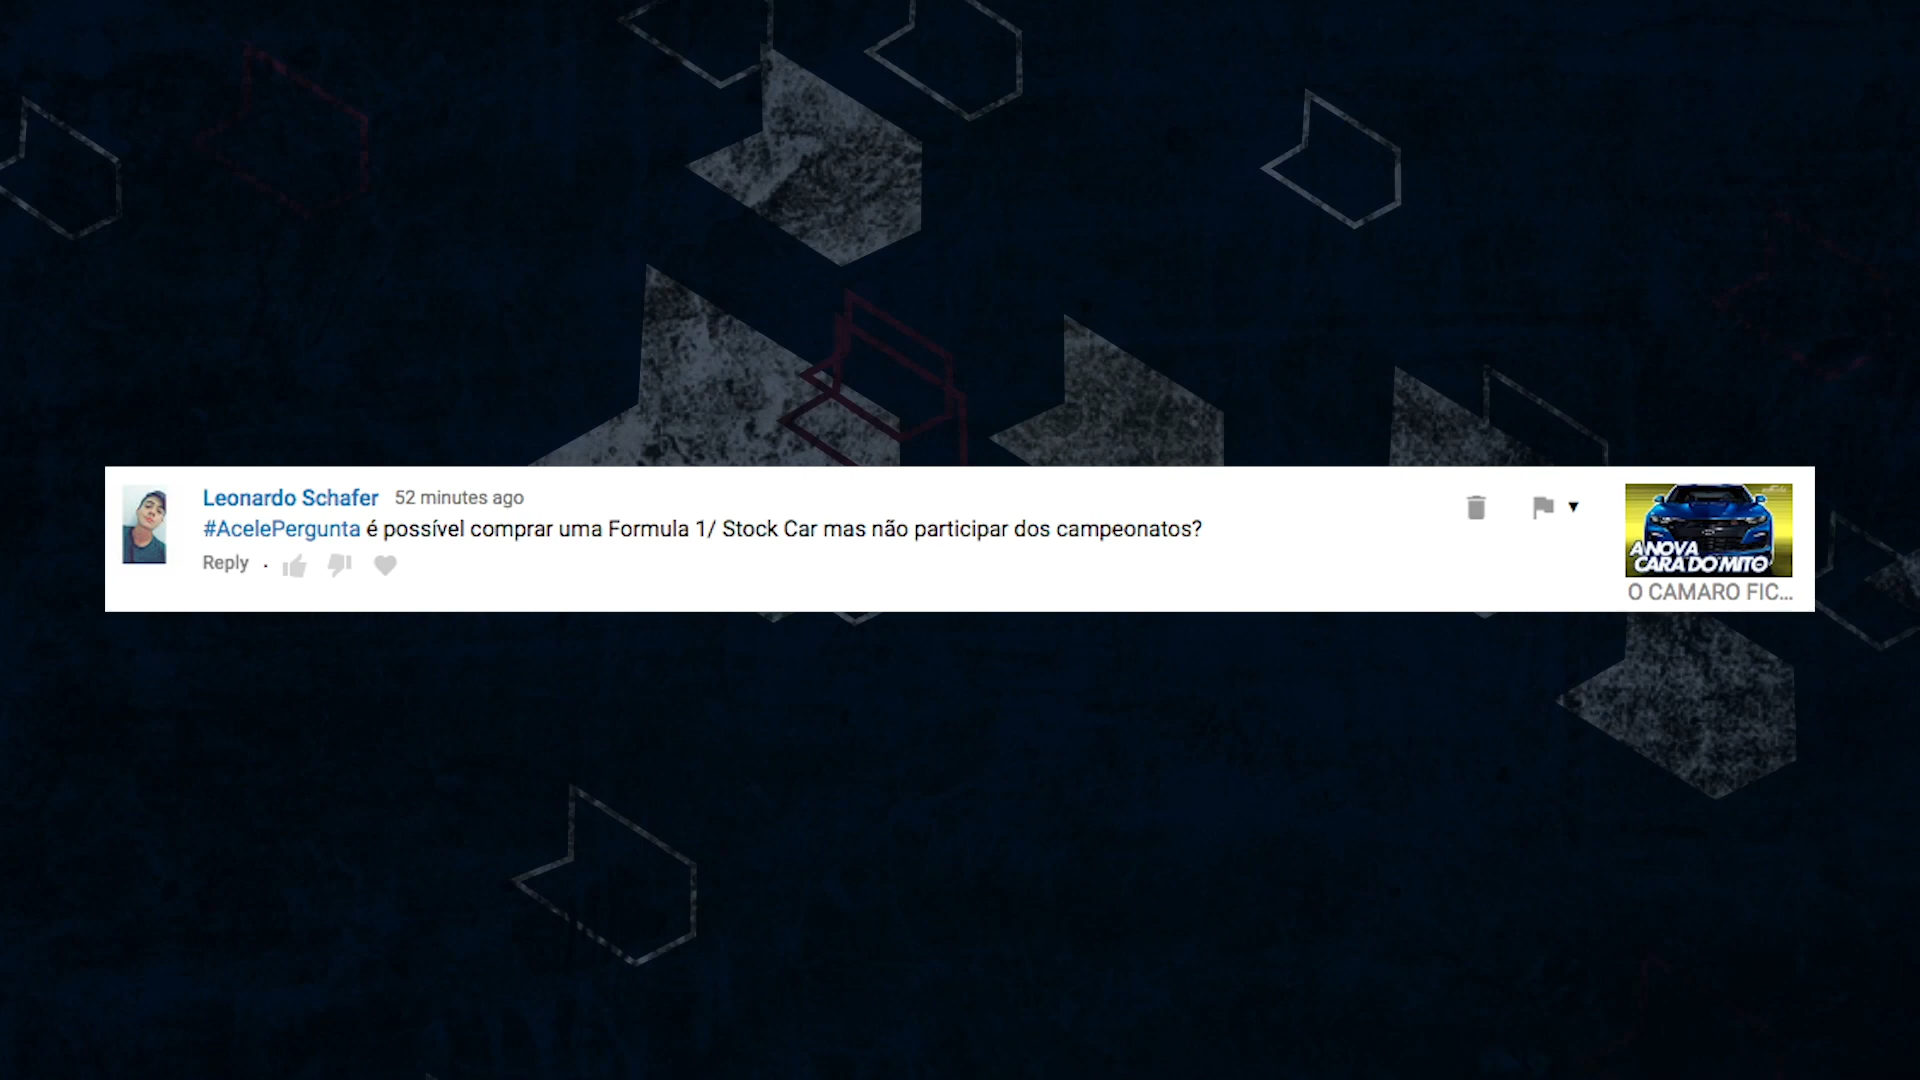 Leonardo Schafer 52 minutes ago
#AcelePergunta é possível comprar uma Formula 1/ Stock Car mas não participar dos campeonatos?
Reply
A NOVA
CARA DO MITO
O CAMARO FIC...